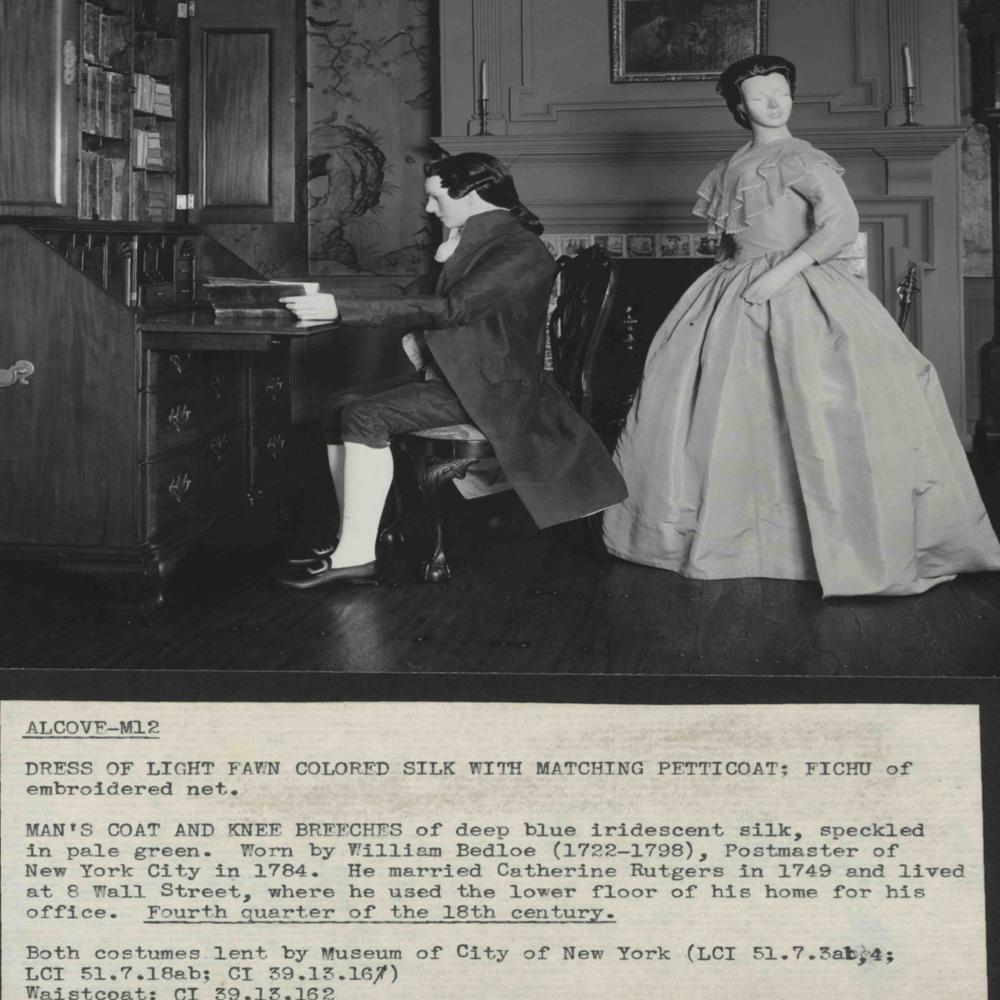 ALCOVE-M12
DRESS OF LIGHT FAWN COLORED SILK WITH MATCHING PETTICOAT; FICHU of
embroidered net.
MAN'S COAT AND KNEE BREECHES of deep blue iridescent silk, speckled
in pale green. Worn by William Bedloe (1722-1798), Postmaster of
New York City in 1784. He married Catherine Rutgers in 1749 and lived
at 8 Wall Street, where he used the lower floor of his home for his
office. Fourth quarter of the 18th century.
Both costumes lent by Museum of City of New York (LCI 51.7.3ab,4;
LCI 51.7.18ab; CI 39.13.167)
Waistcoat: CI 39.13.162